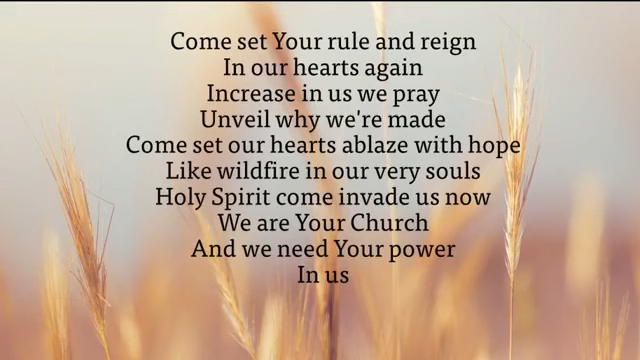 Come set Your rule and reign
In our hearts again
Increase in us we pray
Unveil why we're made
Come set our hearts ablaze with hope
Like wildfire in our very souls
Holy Spirit come invade us now
We are Your Church
And we need Your power
In us